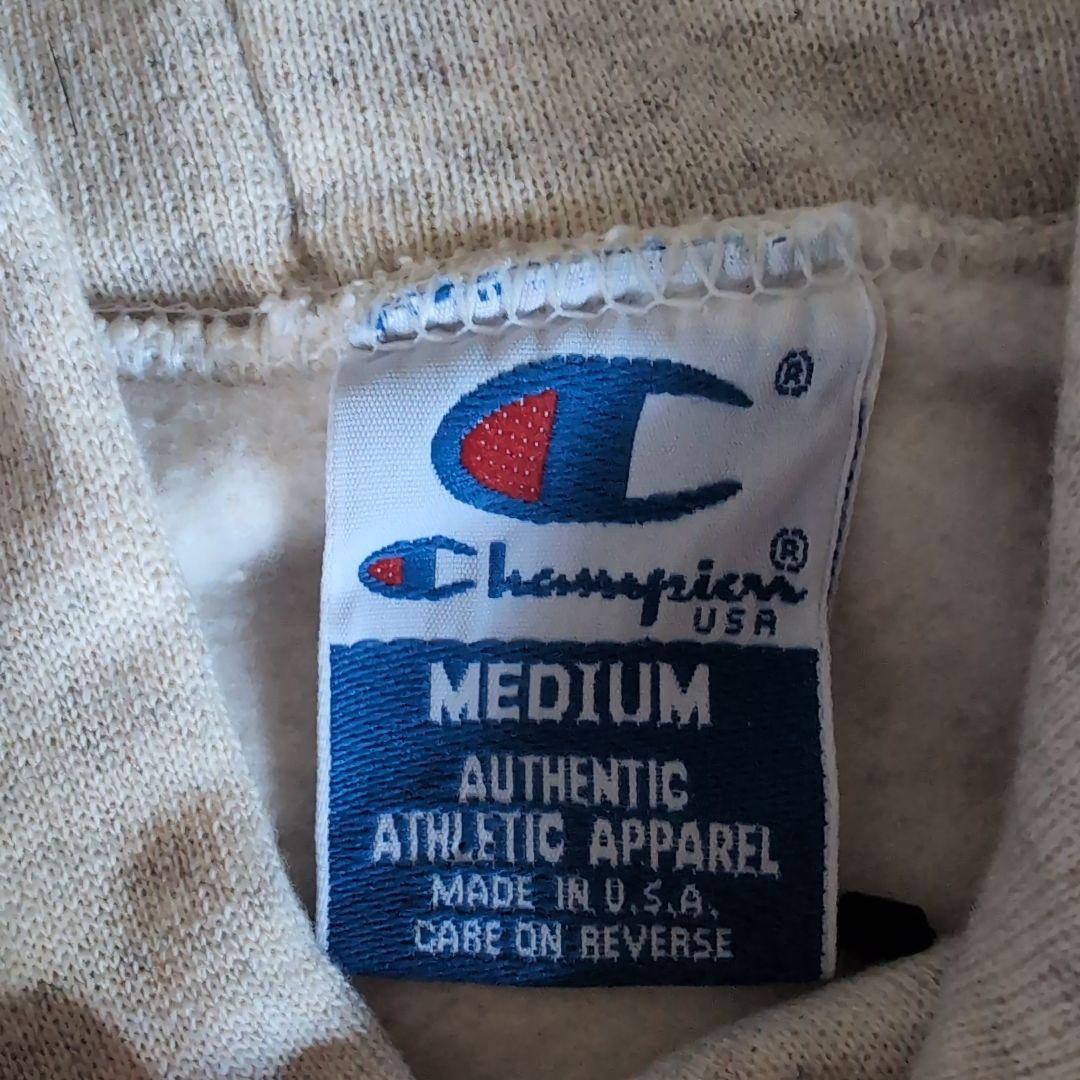 ®
Champion®
USA
MEDIUM
AUTHENTIC
ATHLETIC APPAREL
MADE IN U.S.A.
CARE ON REVERSE